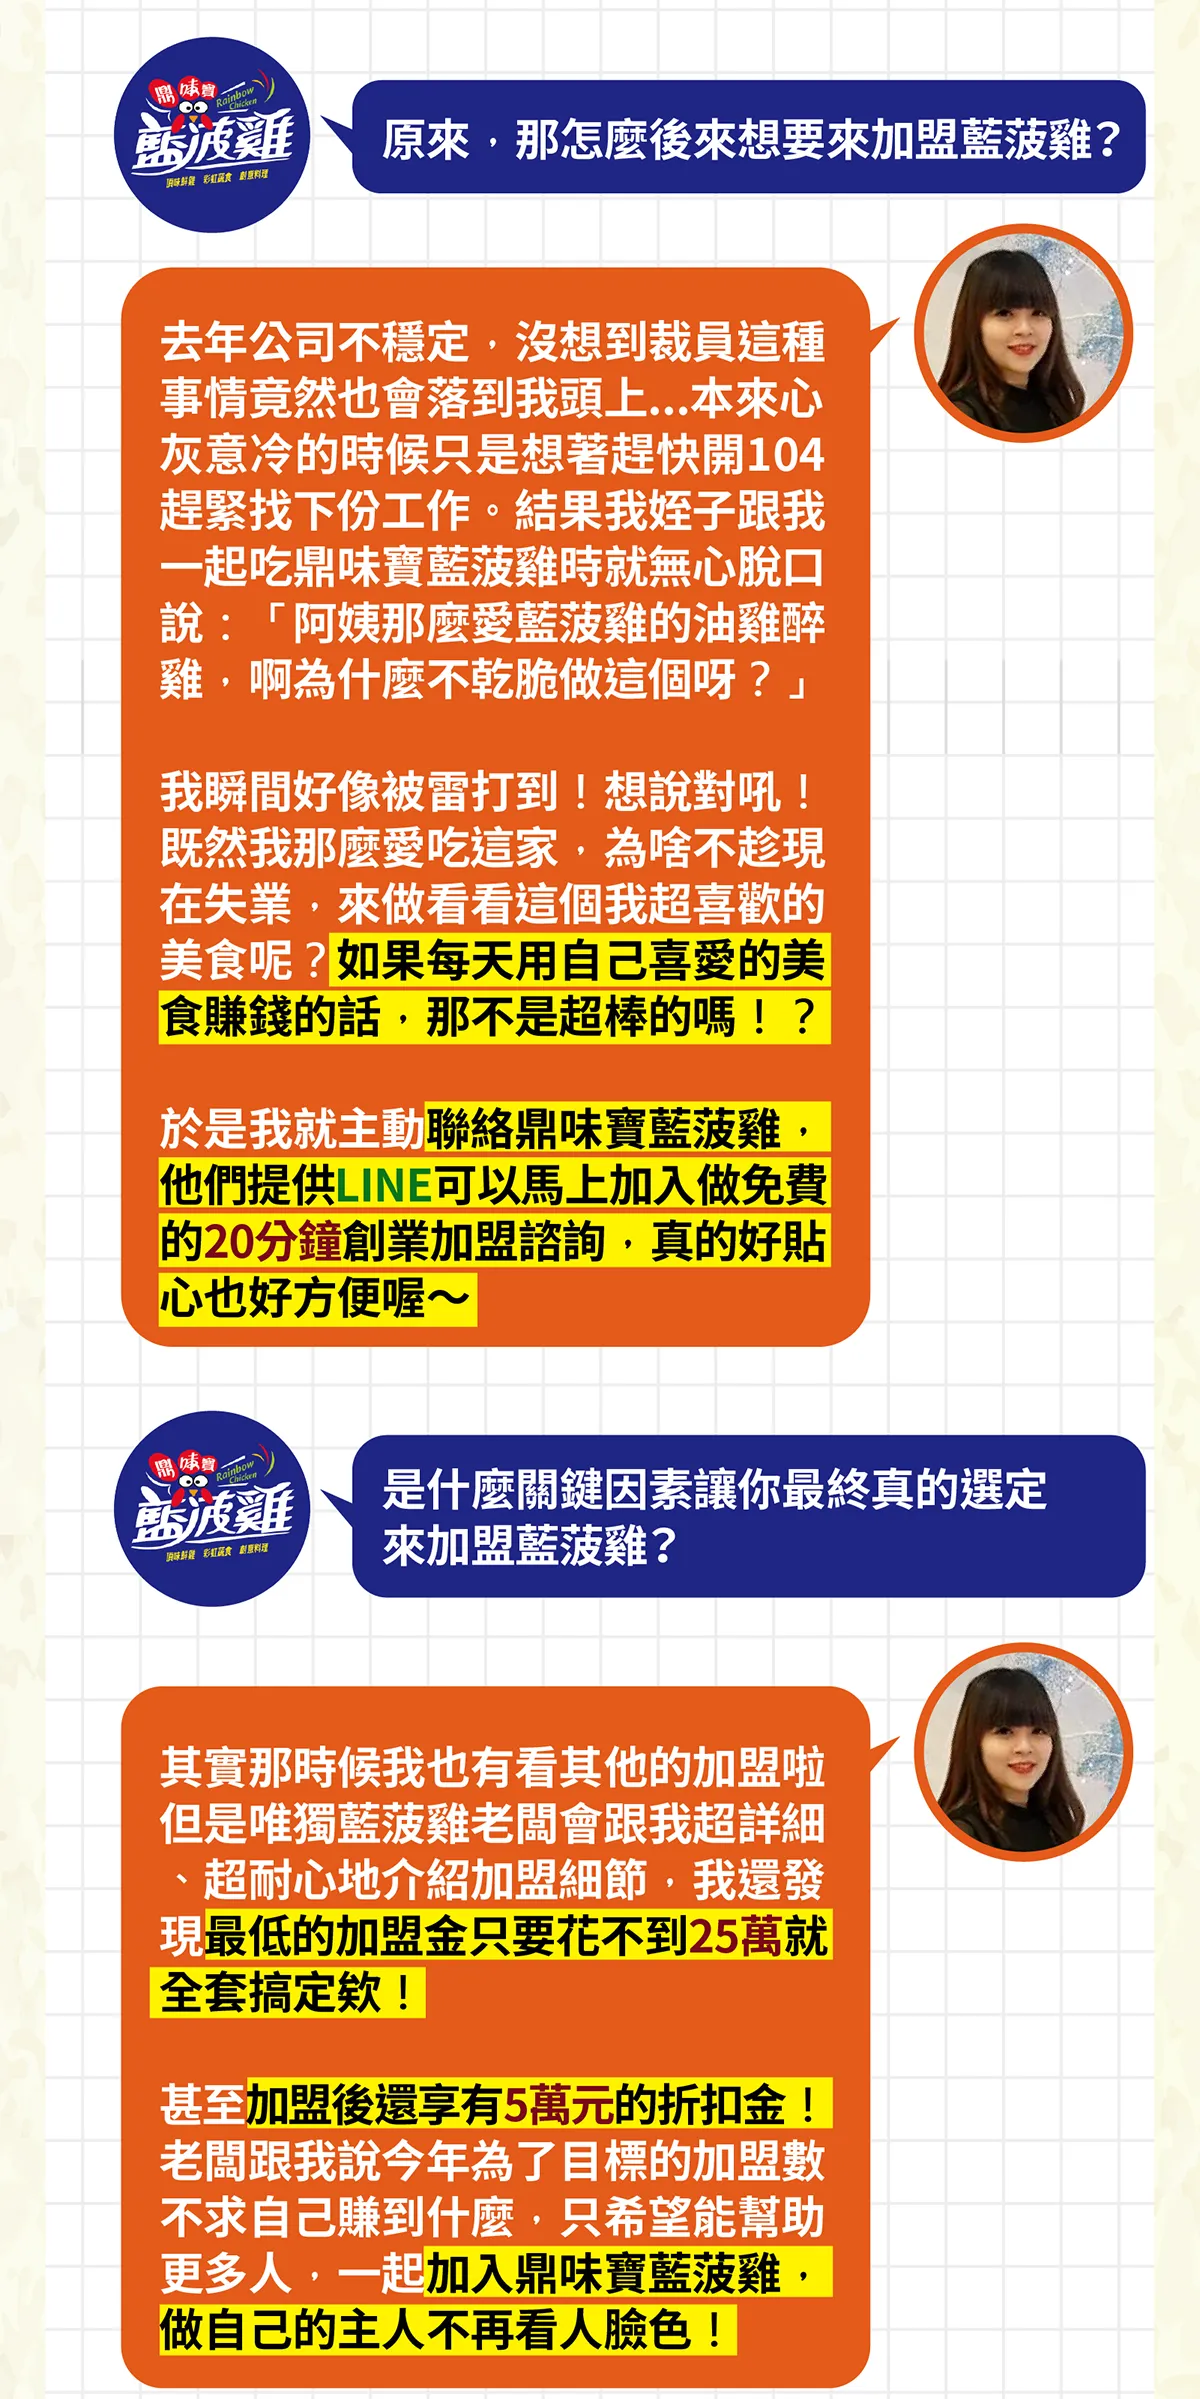 鼎味寶
Rainbow
Chicken
藍菠雞
調味鮮雞 彩虹蔬食 創意料理
原來，那怎麼後來想要來加盟藍菠雞？
去年公司不穩定，沒想到裁員這種
事情竟然也會落到我頭上...本來心
灰意冷的時候只是想著趕快開104
趕緊找下份工作。結果我姪子跟我
一起吃鼎味寶藍菠雞時就無心脫口
說：「阿姨那麼愛藍菠雞的油雞醉
雞，啊為什麼不乾脆做這個呀？」
我瞬間好像被雷打到！想說對吼！
既然我那麼愛吃這家，為啥不趁現
在失業，來做看看這個我超喜歡的
美食呢？如果每天用自己喜愛的美
食賺錢的話，那不是超棒的嗎！？
於是我就主動聯絡鼎味寶藍菠雞，
他們提供LINE可以馬上加入做免費
的20分鐘創業加盟諮詢，真的好貼
心也好方便喔～
鼎味寶
Rainbow
Chicken
藍菠雞
調味鮮雞 彩虹蔬食 創意料理
是什麼關鍵因素讓你最終真的選定
來加盟藍菠雞？
其實那時候我也有看其他的加盟啦
但是唯獨藍菠雞老闆會跟我超詳細
、超耐心地介紹加盟細節，我還發
現最低的加盟金只要花不到25萬就
全套搞定欸！
甚至加盟後還享有5萬元的折扣金！
老闆跟我說今年為了目標的加盟數
不求自己賺到什麼，只希望能幫助
更多人，一起加入鼎味寶藍菠雞，
做自己的主人不再看人臉色！